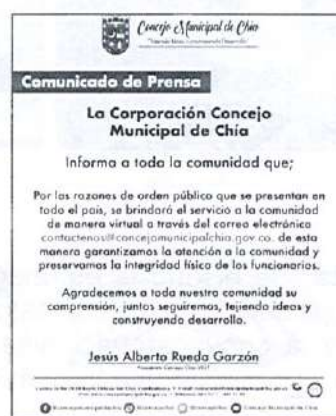 Concejo Municipal de Chía
Comunicado de Prensa
La Corporación Concejo
Municipal de Chía
Informa a toda la comunidad que;
Por las razones de orden público que se presentan en
todo el país, se brindará el servicio a la comunidad
de manera virtual a través del correo electrónico
contactenos@concejomunicipalchia.gov.co. de esta
manera garantizamos la atención a la comunidad y
preservamos la integridad física de los funcionarios.
Agradecemos a toda nuestra comunidad su
comprensión, juntos seguiremos, tejiendo ideas y
construyendo desarrollo.
Jesús Alberto Rueda Garzón